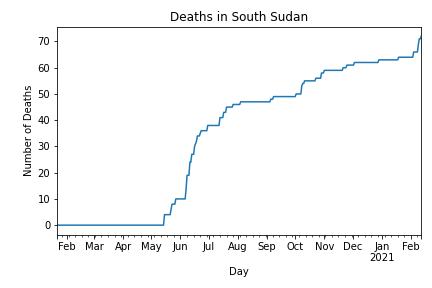 Deaths in South Sudan
Number of Deaths
70
60
50
40
30
20
10
0
Feb Mar Apr May Jun Jul Aug Sep Oct Nov Dec Jan Feb
2021
Day